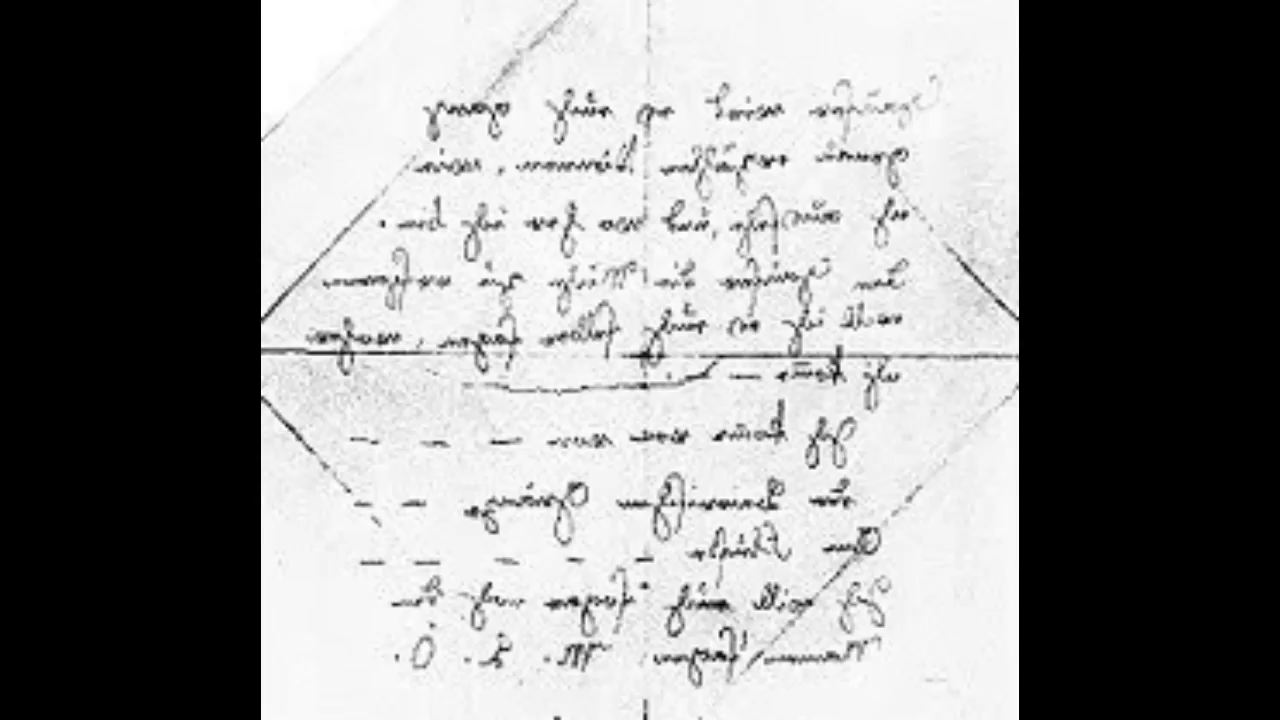 Hauser wird es euch ganz
genau erzählen können, wie
ich aussehe, und wo her ich bin.
Den Hauser die Mühe zu ersparen
will ich es euch selber sagen, woher
ich komme — —
Ich komme von von — — —
der baierischen Gränze — —
Am Fluße — — — — —
Ich will euch sogar noch den
Namen sagen: M. L. Ö.